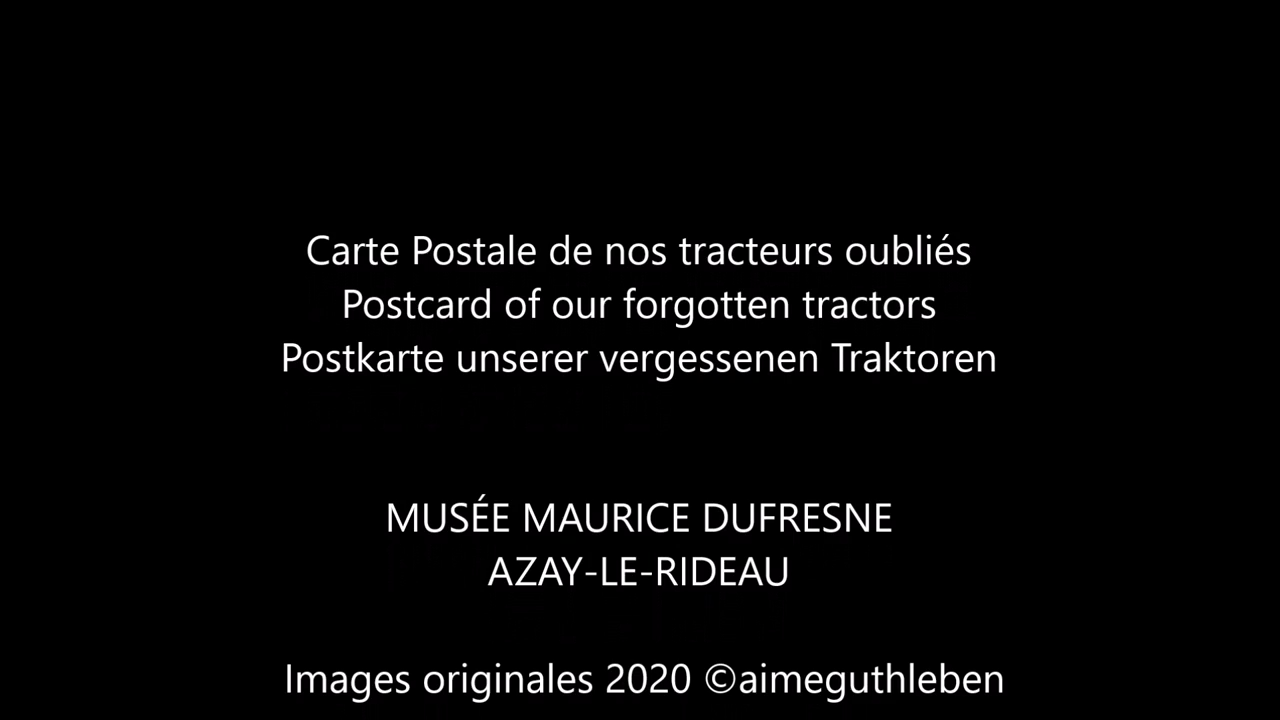 Carte Postale de nos tracteurs oubliés
Postcard of our forgotten tractors
Postkarte unserer vergessenen Traktoren
MUSÉE MAURICE DUFRESNE
AZAY-LE-RIDEAU
Images originales 2020 ©aimeguthleben